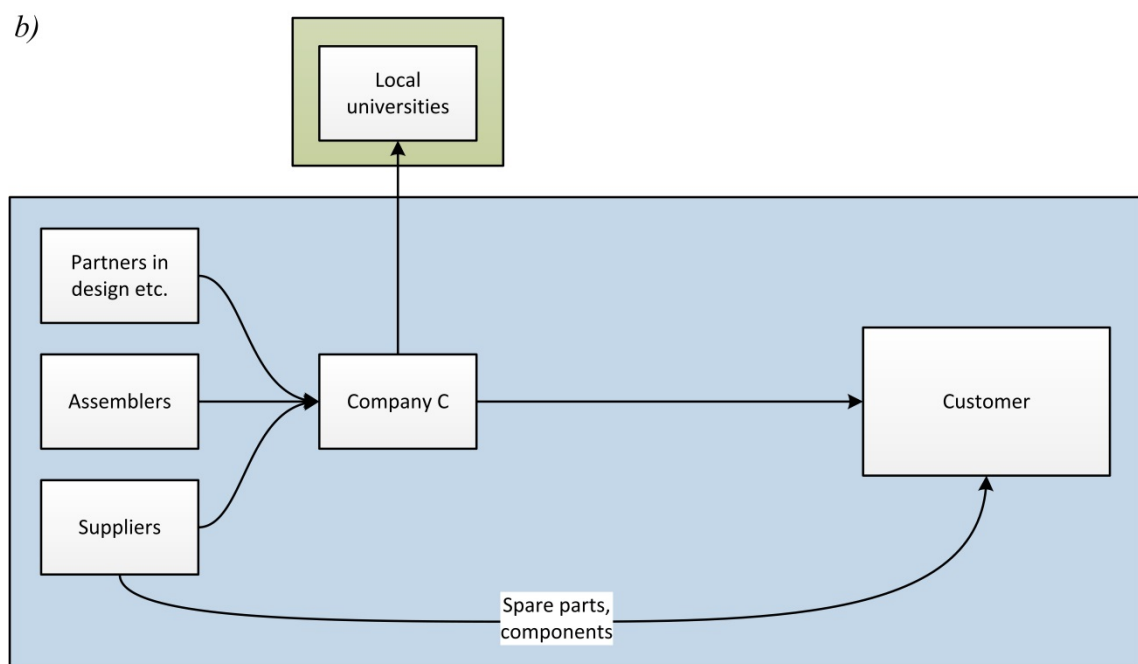 b)
Local
universities
Partners in
design etc.
Assemblers
Company C
Customer
Suppliers
Spare parts,
components